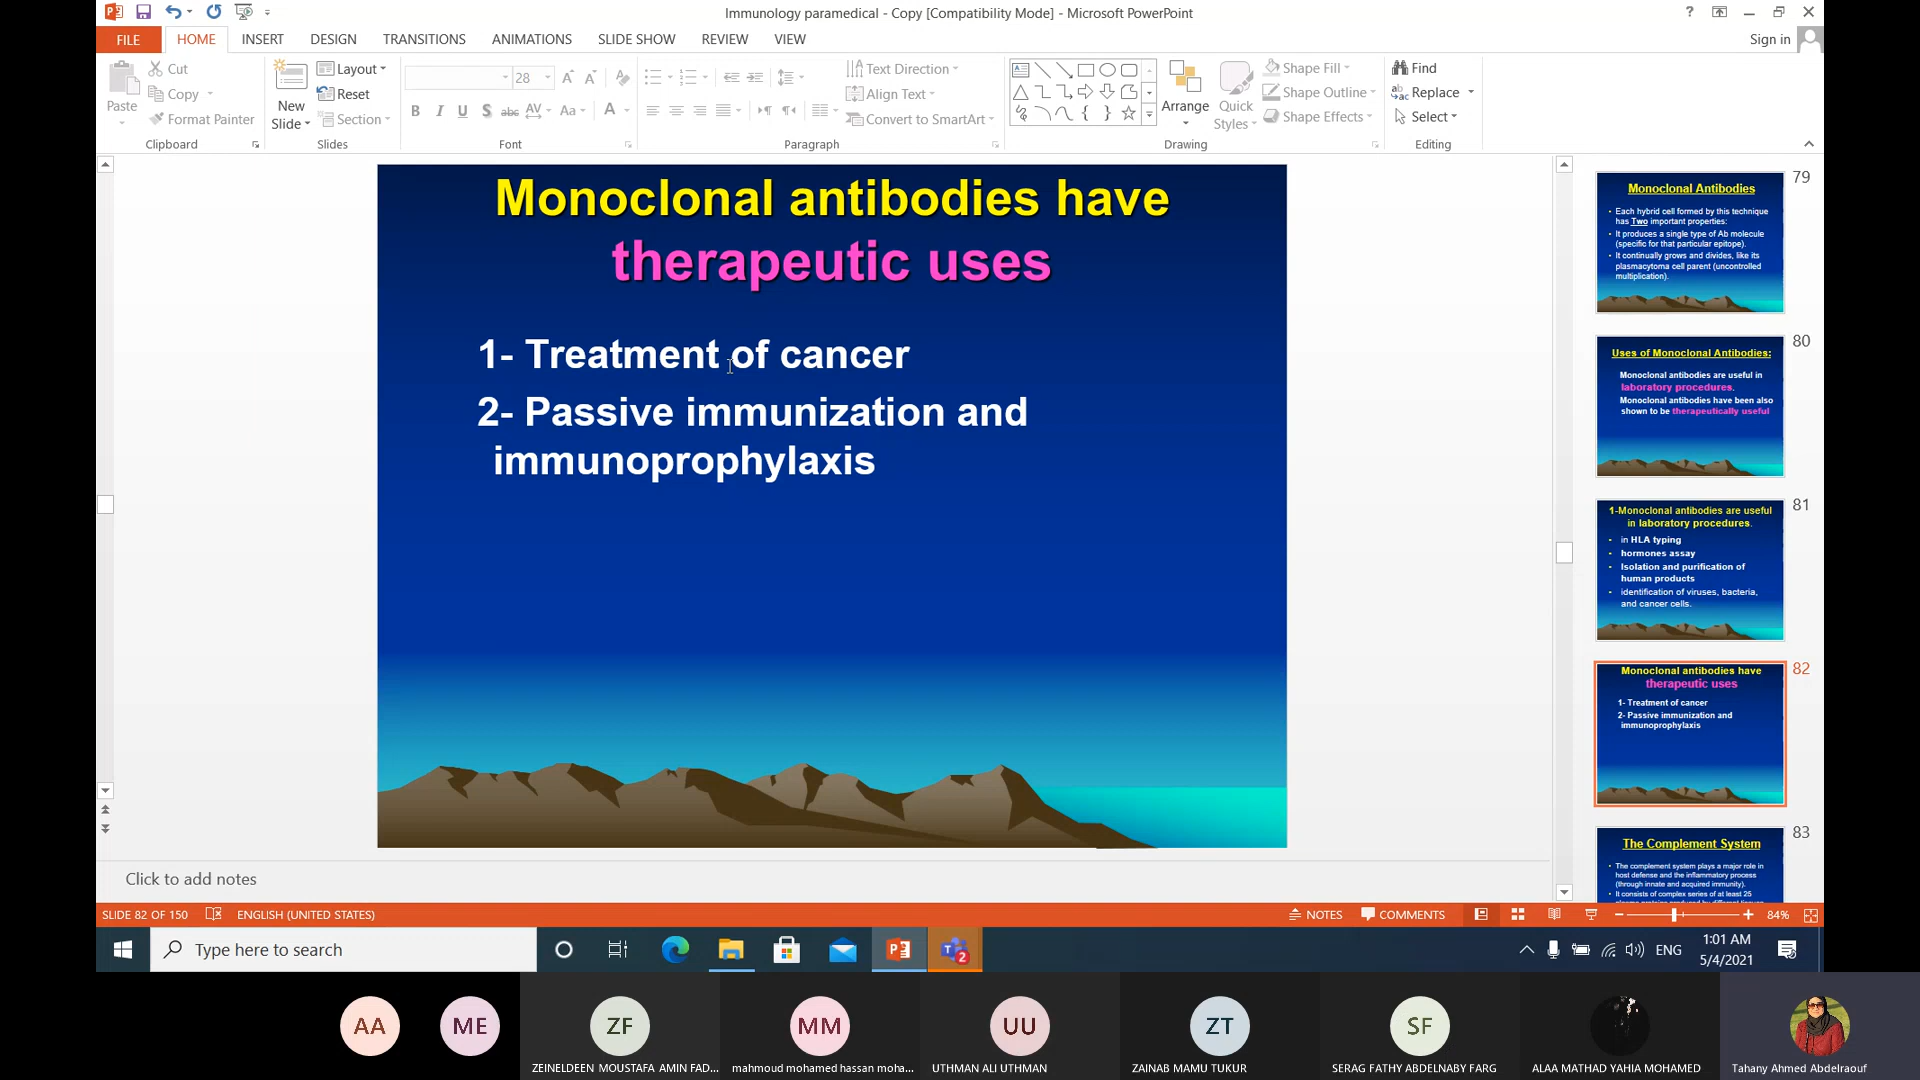 Immunology paramedical - Copy [Compatibility Mode] - Microsoft PowerPoint
?
FILE HOME INSERT DESIGN TRANSITIONS ANIMATIONS SLIDE SHOW REVIEW VIEW Sign in
Paste
Cut
Copy
Format Painter
Clipboard
New Slide
Layout
Reset
Section
Slides
28
B I U S abc AV Aa A
Font
Text Direction
Align Text
Convert to SmartArt
Paragraph
Arrange
Quick Styles
Shape Fill
Shape Outline
Shape Effects
Drawing
Find
Replace
Select
Editing
Monoclonal antibodies have
therapeutic uses
1- Treatment of cancer
2- Passive immunization and
immunoprophylaxis
79
Monoclonal Antibodies
• Each hybrid cell formed by this technique
has Two important properties:
• It produces a single type of Ab molecule
(specific for that particular epitope).
• It continually grows and divides, like its
plasmacytoma cell parent (uncontrolled
multiplication).
80
Uses of Monoclonal Antibodies:
Monoclonal antibodies are useful in
laboratory procedures.
Monoclonal antibodies have been also
shown to be therapeutically useful
81
1-Monoclonal antibodies are useful
in laboratory procedures.
• in HLA typing
• hormones assay
• Isolation and purification of
human products
• identification of viruses, bacteria,
and cancer cells.
82
Monoclonal antibodies have
therapeutic uses
1- Treatment of cancer
2- Passive immunization and
immunoprophylaxis
83
The Complement System
• The complement system plays a major role in
host defense and the inflammatory process
(through innate and acquired immunity).
• It consists of complex series of at least 25
Click to add notes
SLIDE 82 OF 150 ENGLISH (UNITED STATES) NOTES COMMENTS 84%
Type here to search
2
ENG
1:01 AM
5/4/2021
AA ME ZF MM UU ZT SF
ZEINELDEEN MOUSTAFA AMIN FAD...
mahmoud mohamed hassan moha...
UTHMAN ALI UTHMAN
ZAINAB MAMU TUKUR
SERAG FATHY ABDELNABY FARG
ALAA MATHAD YAHIA MOHAMED
Tahany Ahmed Abdelraouf